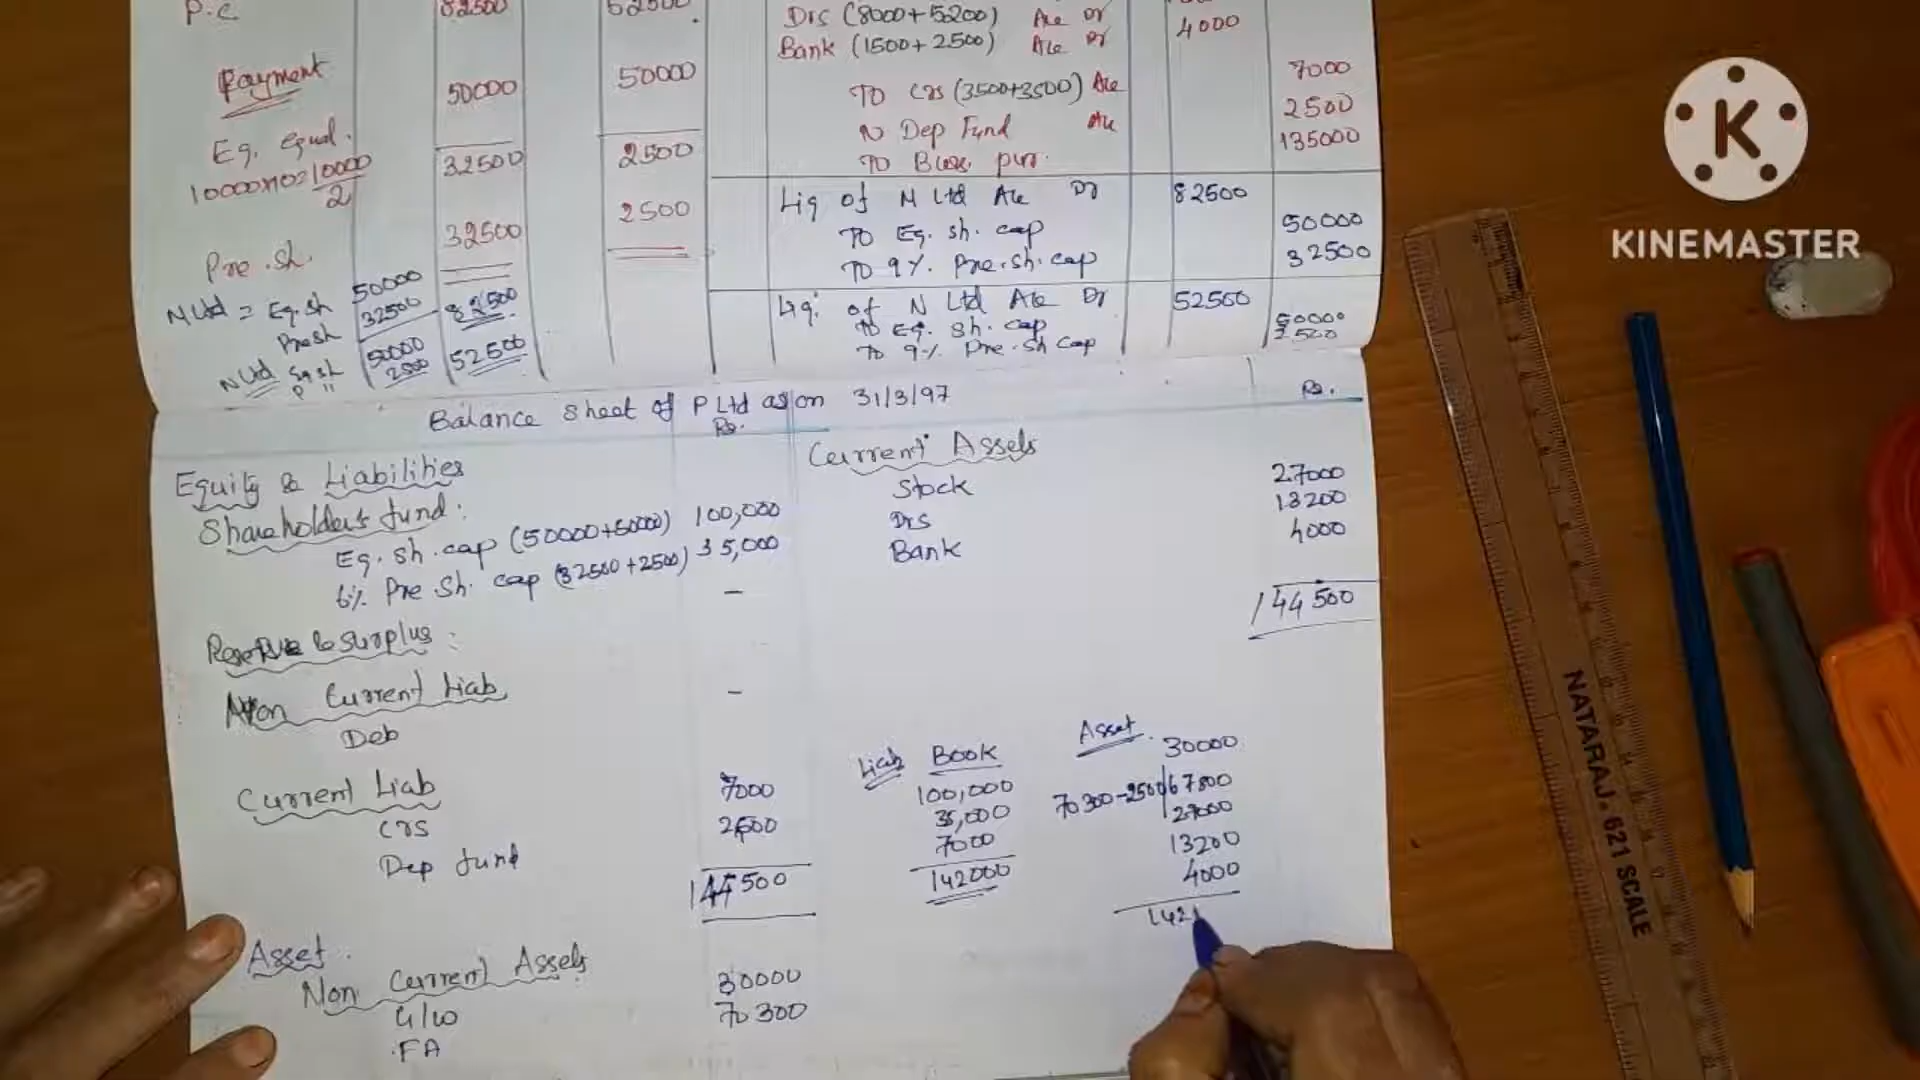 P.C 82500 52500
Payment
Eq. equal. 50000 50000
10000x10=10000
2
32500 2500
Pre.sh. 32500 2500
N Ltd = Eq.sh 50000
Presh 32500 82500
N Ltd Eq sh 50000
P " 2500 52500
Drs (8000+5200) A/c Dr
Bank (1500+2500) A/c Dr 4000
TO Crs (3500+3500) A/c 7000
N Dep Fund A/c 2500
TO Bus. pur. 135000
Liq of N Ltd A/c Dr 82500
TO Eq. sh. cap 50000
TO 9%. Pre.sh.cap 32500
Liq. of N Ltd A/c Dr 52500
TO Eq. sh. cap 50000
TO 9%. Pre.sh cap 2500
Balance Sheet of P Ltd as on 31/3/97
Rs. Rs.
Equity & Liabilities
Shareholder's fund:
Eq. sh. cap (50000+50000) 100,000
6%. Pre.Sh. cap (32500+2500) 35,000
Reserve & Surplus: -
Non Current Liab
Deb -
Current Liab
Crs 7000
Dep fund 2500
144500
Asset.
Non Current Assets
G/W 30000
FA 70300
Current Assets
Stock 27000
Drs 13200
Bank 4000
144500
Liab Book
100,000
35,000
7000
142000
Asset.
30000
70300-2500 67800
27000
13200
4000
142
K
KINEMASTER
NATARAJ. 621 SCALE